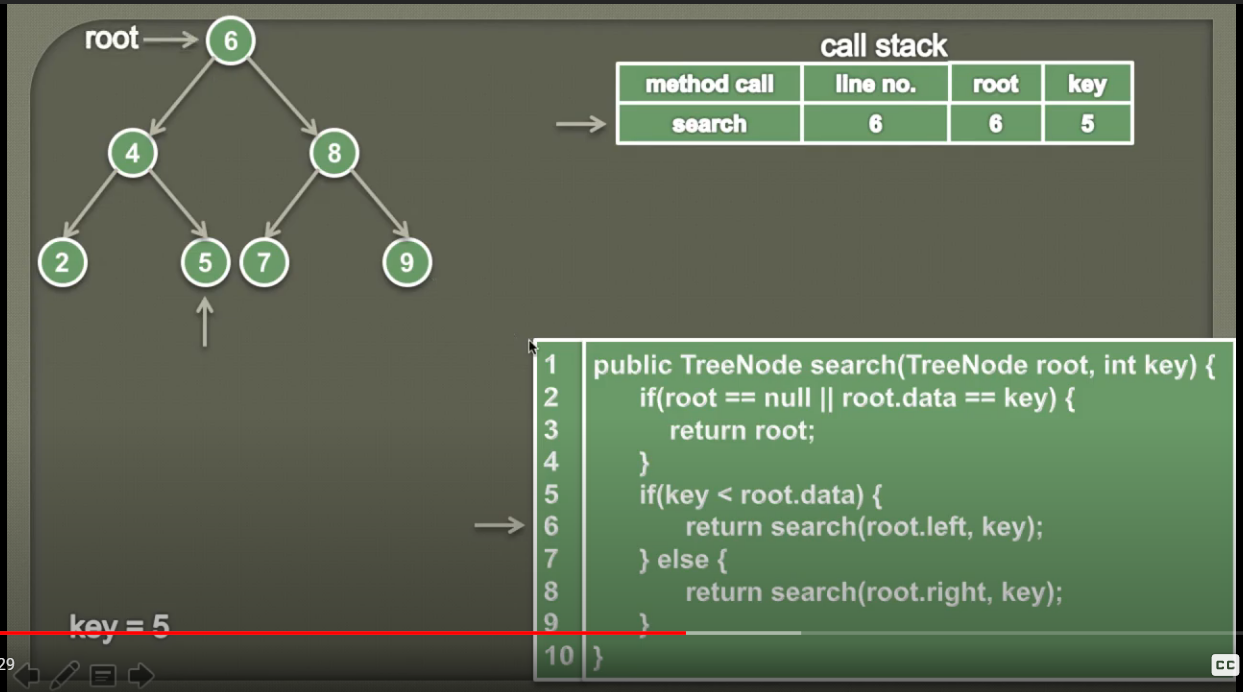 root
6
4
8
2
5
7
9
call stack
method call line no. root key
search 6 6 5
1 public TreeNode search(TreeNode root, int key) {
2 if(root == null || root.data == key) {
3 return root;
4 }
5 if(key < root.data) {
6 return search(root.left, key);
7 } else {
8 return search(root.right, key);
9 }
10 }
key = 5
29
CC